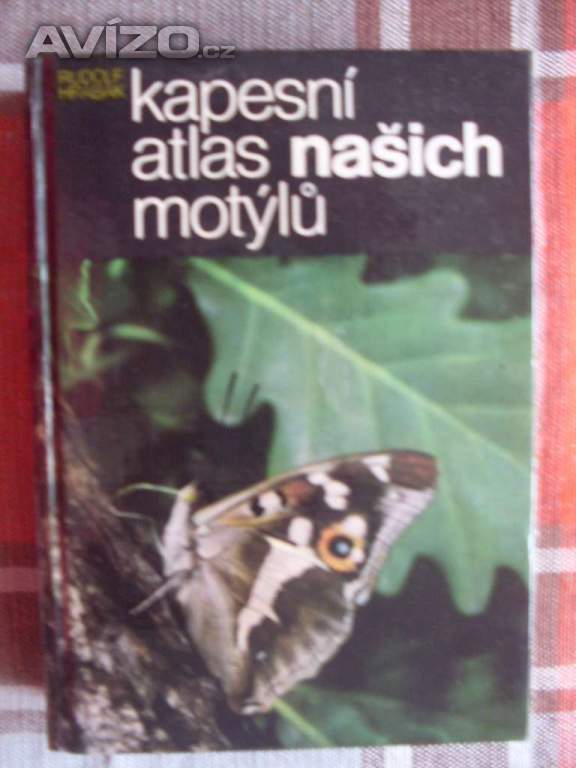 AVÍZO.cz
RUDOLF
HRABÁK
kapesní
atlas našich
motýlů